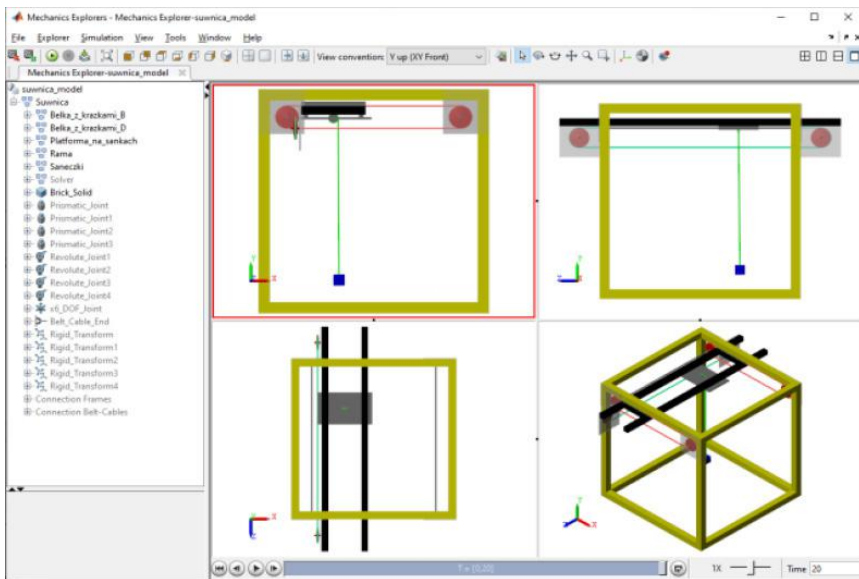 Mechanics Explorers - Mechanics Explorer-suwnica_model
File Explorer Simulation View Tools Window Help
View convention: Y up (XY Front)
Mechanics Explorer-suwnica_model
suwnica_model
Suwnica
Belka_z_krazkami_B
Belka_z_krazkami_D
Platforma_na_sankach
Rama
Saneczki
Solver
Brick_Solid
Prismatic_Joint
Prismatic_Joint1
Prismatic_Joint2
Prismatic_Joint3
Revolute_Joint1
Revolute_Joint2
Revolute_Joint3
Revolute_Joint4
x6_DOF_Joint
Belt_Cable_End
Rigid_Transform
Rigid_Transform1
Rigid_Transform2
Rigid_Transform3
Rigid_Transform4
Connection Frames
Connection Belt-Cables
T = [0,20]
1X
Time 20